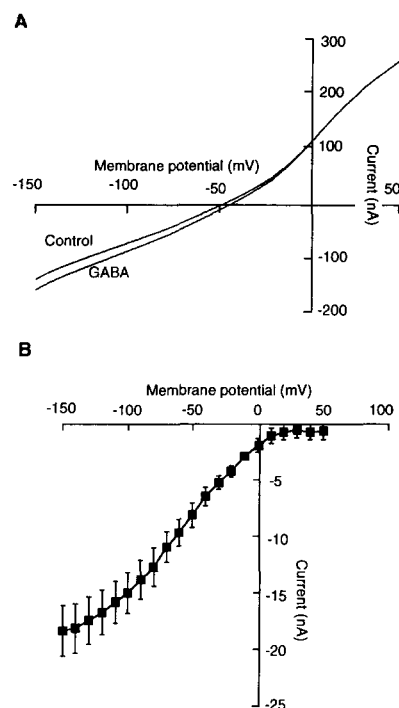 A
300
200
100
Membrane potential (mV)
-150
-100
-50
50
Current (nA)
Control
GABA
-100
-200
B
Membrane potential (mV)
-150
-100
-50
0
50
100
-5
-10
-15
-20
-25
Current (nA)